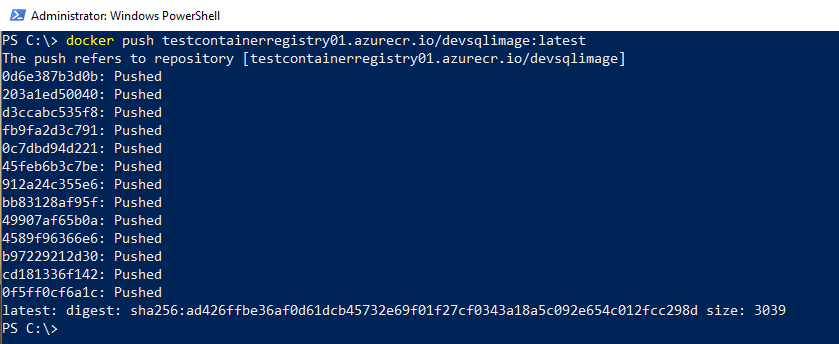 Administrator: Windows PowerShell
PS C:\> docker push testcontainerregistry01.azurecr.io/devsqlimage:latest
The push refers to repository [testcontainerregistry01.azurecr.io/devsqlimage]
0d6e387b3d0b: Pushed
203a1ed50040: Pushed
d3ccabc535f8: Pushed
fb9fa2d3c791: Pushed
0c7dbd94d221: Pushed
45feb6b3c7be: Pushed
912a24c355e6: Pushed
bb83128af95f: Pushed
49907af65b0a: Pushed
4589f96366e6: Pushed
b97229212d30: Pushed
cd181336f142: Pushed
0f5ff0cf6a1c: Pushed
latest: digest: sha256:ad426ffbe36af0d61dcb45732e69f01f27cf0343a18a5c092e654c012fcc298d size: 3039
PS C:\>